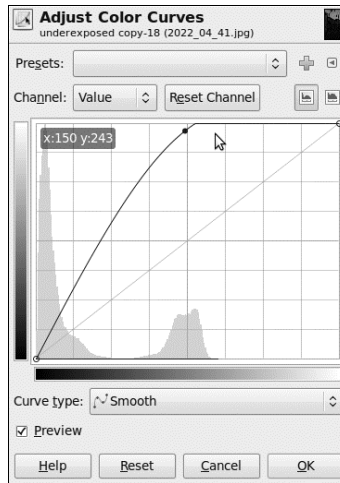 Adjust Color Curves
underexposed copy-18 (2022_04_41.jpg)
Presets:
Channel: Value Reset Channel
x:150 y:243
Curve type: Smooth
Preview
Help Reset Cancel OK